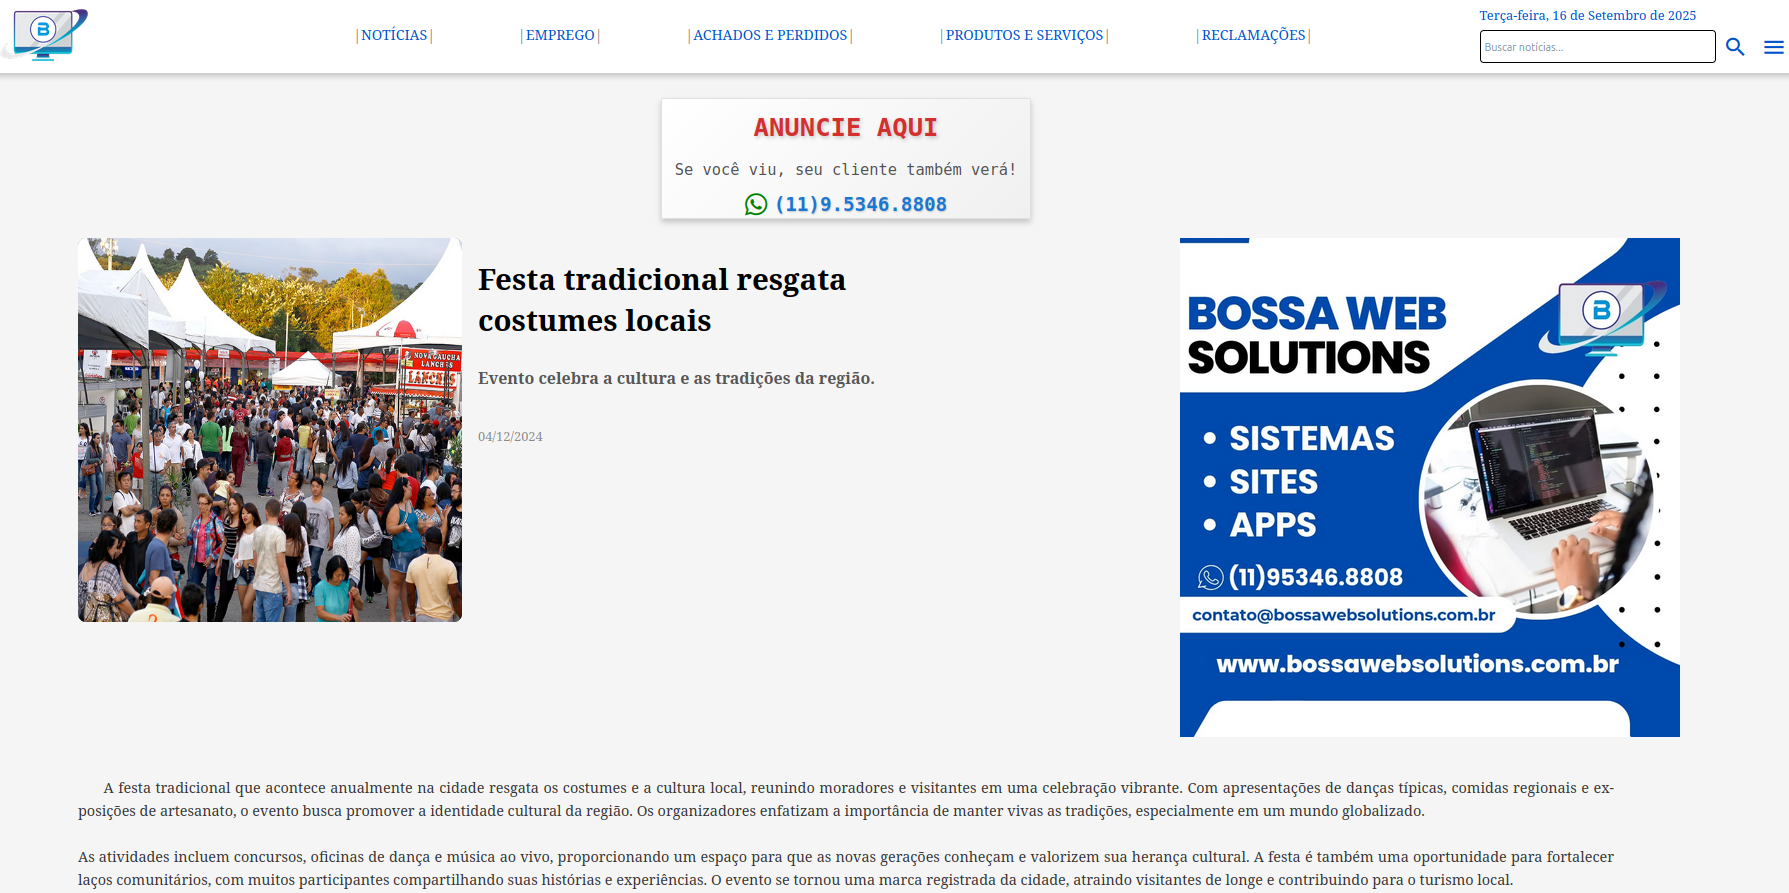 B
|NOTÍCIAS|
|EMPREGO|
|ACHADOS E PERDIDOS|
|PRODUTOS E SERVIÇOS|
|RECLAMAÇÕES|
Terça-feira, 16 de Setembro de 2025
Buscar notícias...
ANUNCIE AQUI
Se você viu, seu cliente também verá!
(11)9.5346.8808
NOVA GAUCHA
LANCHES
LANCHES
Festa tradicional resgata
costumes locais
Evento celebra a cultura e as tradições da região.
04/12/2024
BOSSA WEB
SOLUTIONS
B
• SISTEMAS
• SITES
• APPS
(11)95346.8808
contato@bossawebsolutions.com.br
www.bossawebsolutions.com.br
A festa tradicional que acontece anualmente na cidade resgata os costumes e a cultura local, reunindo moradores e visitantes em uma celebração vibrante. Com apresentações de danças típicas, comidas regionais e ex-
posições de artesanato, o evento busca promover a identidade cultural da região. Os organizadores enfatizam a importância de manter vivas as tradições, especialmente em um mundo globalizado.
As atividades incluem concursos, oficinas de dança e música ao vivo, proporcionando um espaço para que as novas gerações conheçam e valorizem sua herança cultural. A festa é também uma oportunidade para fortalecer
laços comunitários, com muitos participantes compartilhando suas histórias e experiências. O evento se tornou uma marca registrada da cidade, atraindo visitantes de longe e contribuindo para o turismo local.